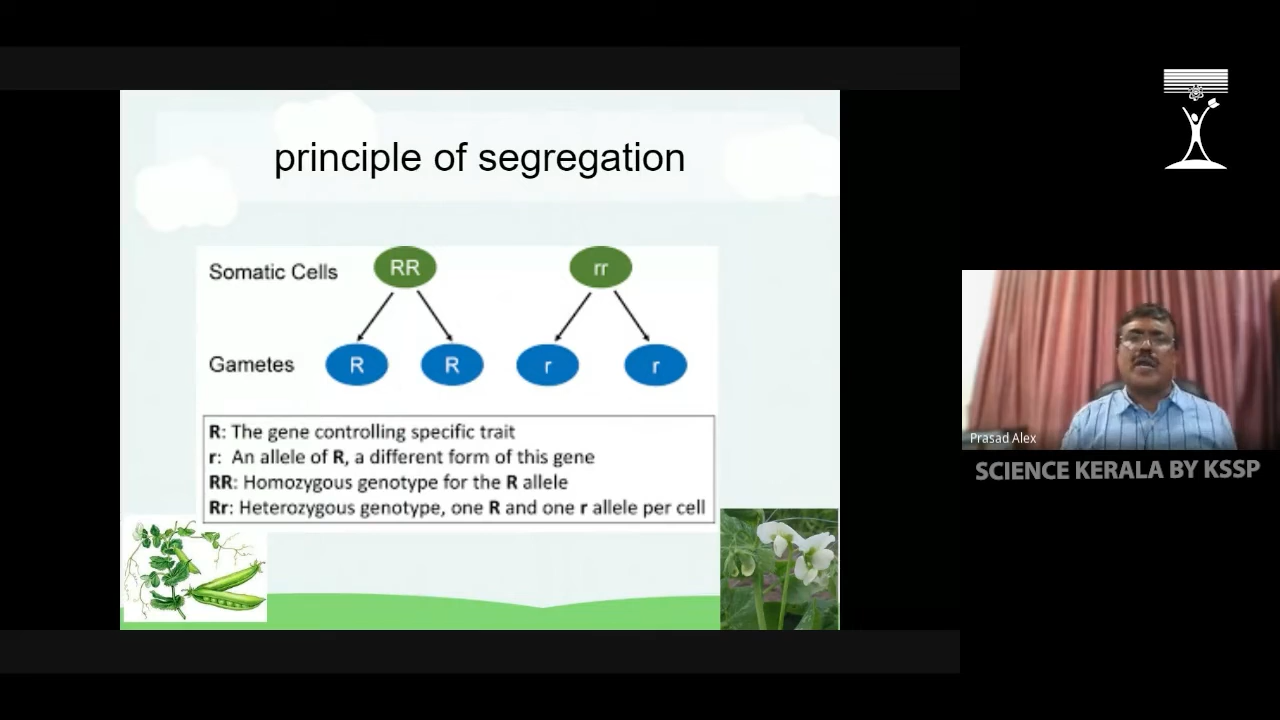 principle of segregation
Somatic Cells
RR
rr
Gametes
R
R
r
r
R: The gene controlling specific trait
r: An allele of R, a different form of this gene
RR: Homozygous genotype for the R allele
Rr: Heterozygous genotype, one R and one r allele per cell
Prasad Alex
SCIENCE KERALA BY KSSP